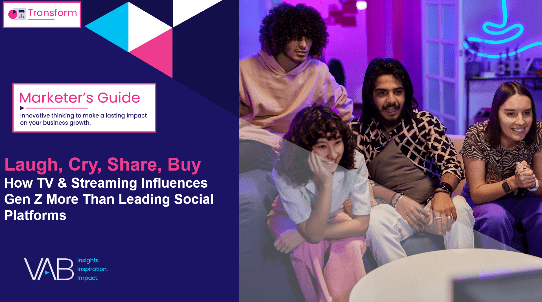 Transform
Marketer's Guide
Innovative thinking to make a lasting impact
on your business growth.
Laugh, Cry, Share, Buy
How TV & Streaming Influences
Gen Z More Than Leading Social
Platforms
VAB
Insights.
Inspiration.
Impact.